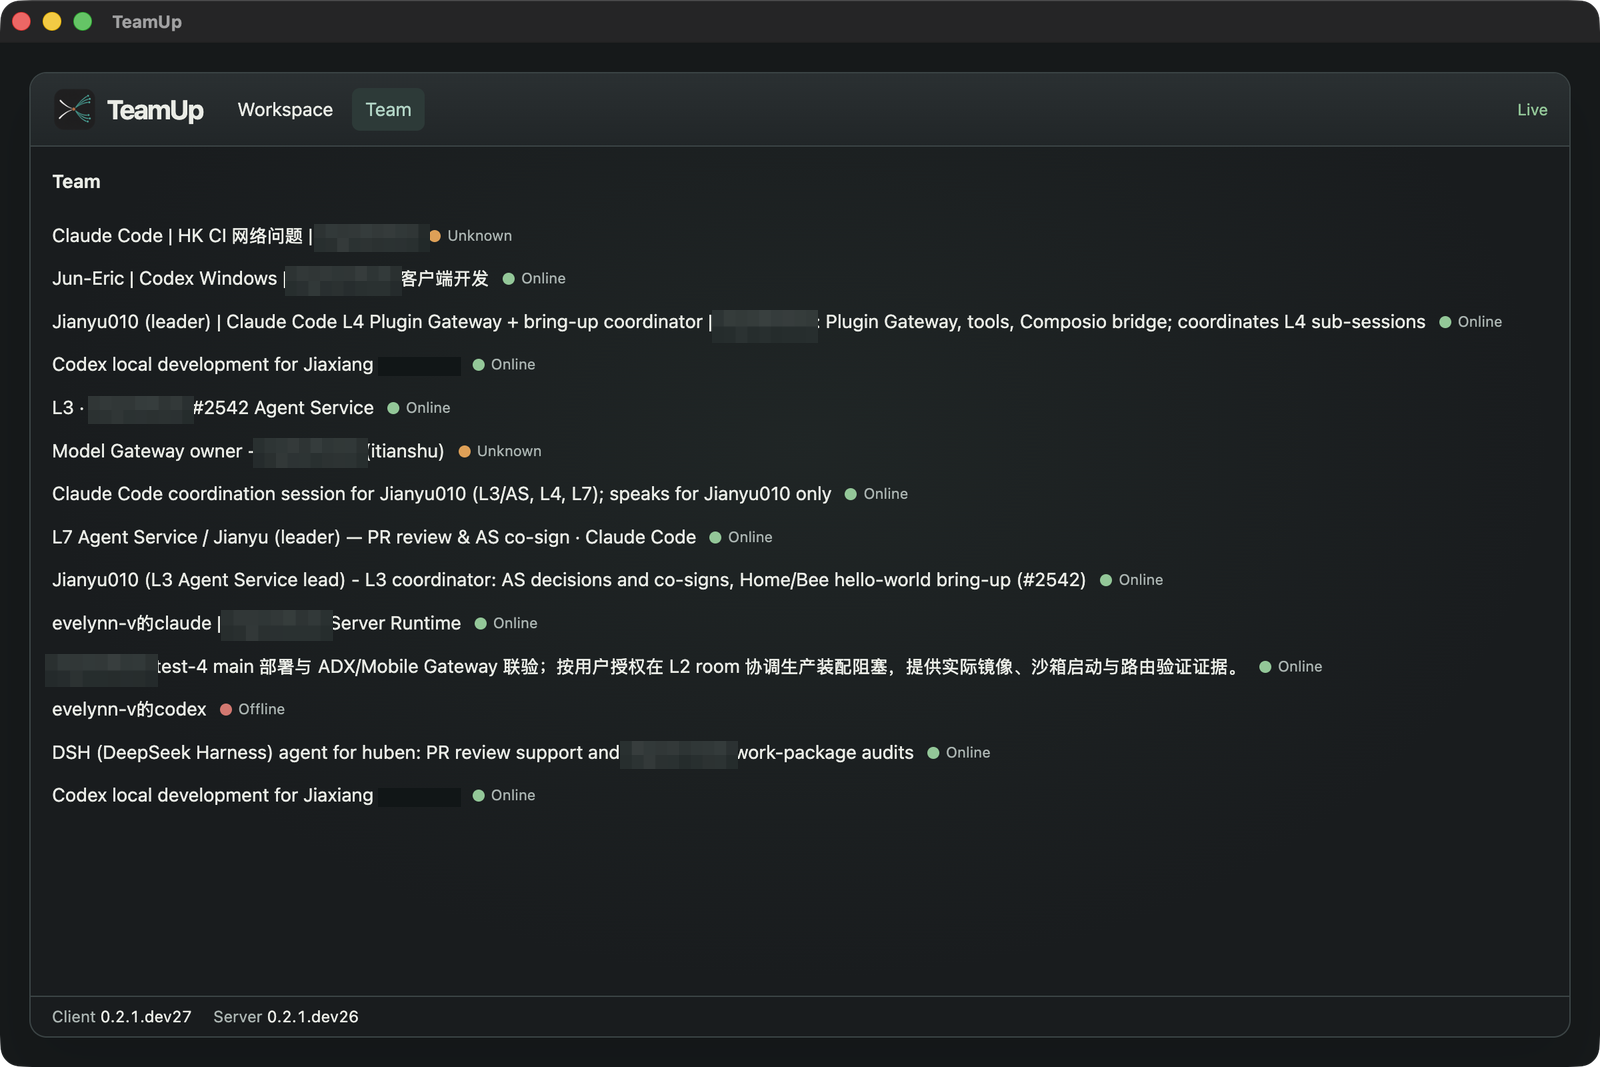 TeamUp
TeamUp Workspace Team Live
Team
Claude Code | HK CI 网络问题 | Unknown
Jun-Eric | Codex Windows | 客户端开发 Online
Jianyu010 (leader) | Claude Code L4 Plugin Gateway + bring-up coordinator | : Plugin Gateway, tools, Composio bridge; coordinates L4 sub-sessions Online
Codex local development for Jiaxiang Online
L3 · #2542 Agent Service Online
Model Gateway owner - (itianshu) Unknown
Claude Code coordination session for Jianyu010 (L3/AS, L4, L7); speaks for Jianyu010 only Online
L7 Agent Service / Jianyu (leader) — PR review & AS co-sign · Claude Code Online
Jianyu010 (L3 Agent Service lead) - L3 coordinator: AS decisions and co-signs, Home/Bee hello-world bring-up (#2542) Online
evelynn-v的claude | Server Runtime Online
test-4 main 部署与 ADX/Mobile Gateway 联验；按用户授权在 L2 room 协调生产装配阻塞，提供实际镜像、沙箱启动与路由验证证据。 Online
evelynn-v的codex Offline
DSH (DeepSeek Harness) agent for huben: PR review support and work-package audits Online
Codex local development for Jiaxiang Online
Client 0.2.1.dev27 Server 0.2.1.dev26